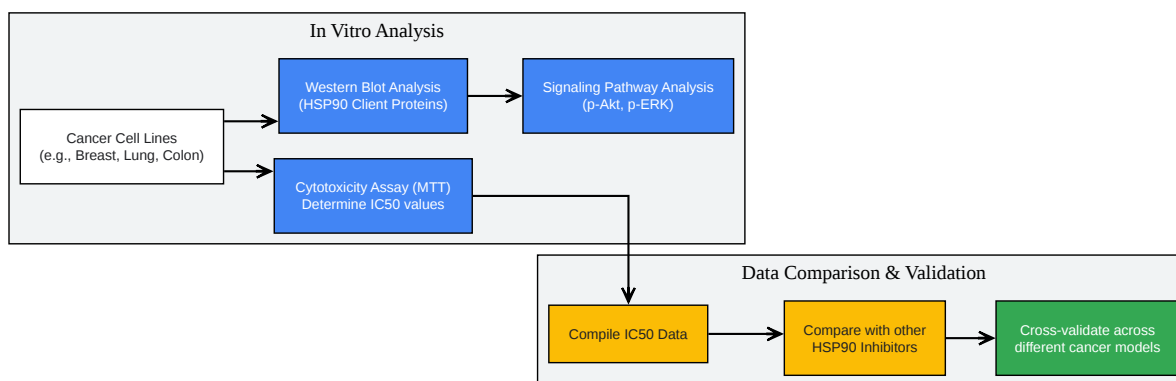 In Vitro Analysis
Western Blot Analysis
(HSP90 Client Proteins)
Signaling Pathway Analysis
(p-Akt, p-ERK)
Cancer Cell Lines
(e.g., Breast, Lung, Colon)
Cytotoxicity Assay (MTT)
Determine IC50 values
Data Comparison & Validation
Compile IC50 Data
Compare with other
HSP90 Inhibitors
Cross-validate across
different cancer models